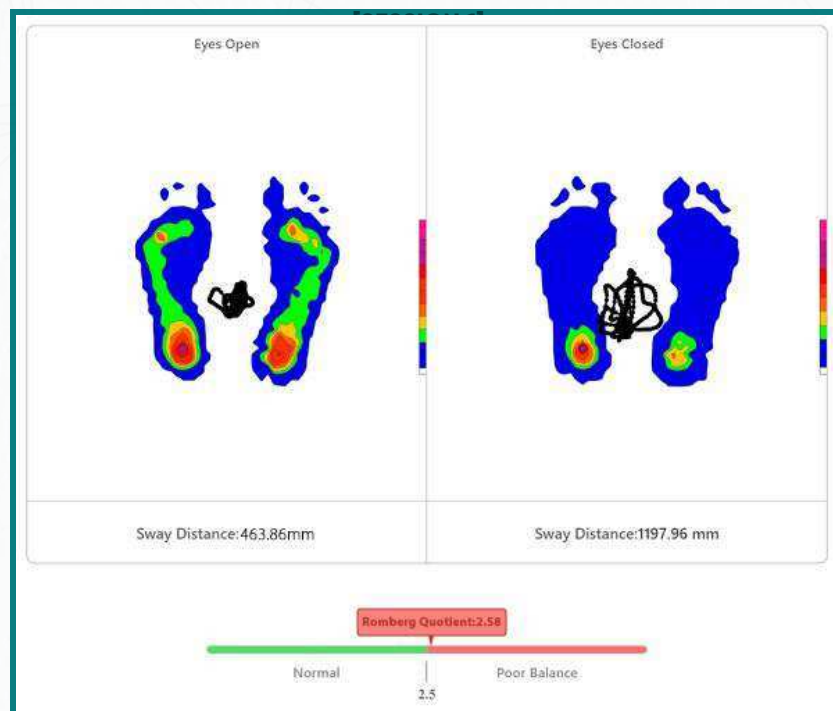 Eyes Open
Eyes Closed
Sway Distance:463.86mm
Sway Distance:1197.96 mm
Romberg Quotient:2.58
Normal
Poor Balance
2.5